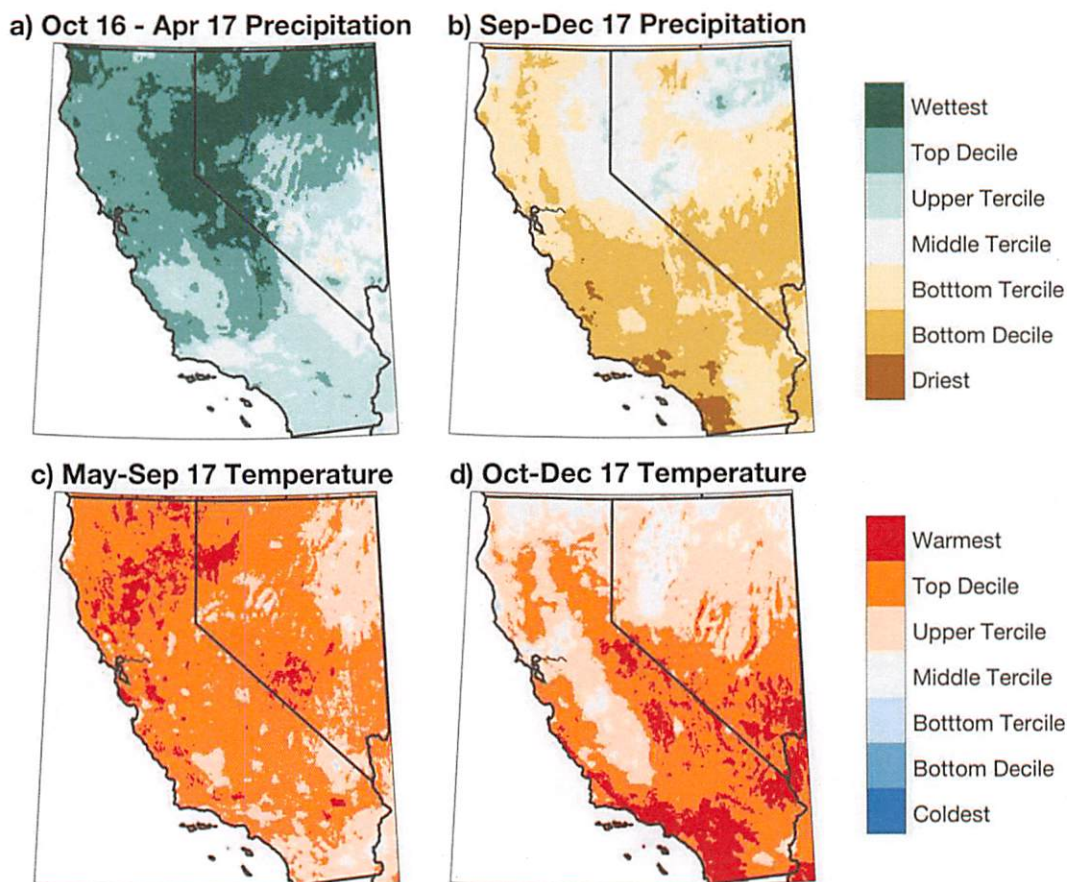 a) Oct 16 - Apr 17 Precipitation
b) Sep-Dec 17 Precipitation
Wettest
Top Decile
Upper Tercile
Middle Tercile
Botttom Tercile
Bottom Decile
Driest
c) May-Sep 17 Temperature
d) Oct-Dec 17 Temperature
Warmest
Top Decile
Upper Tercile
Middle Tercile
Botttom Tercile
Bottom Decile
Coldest